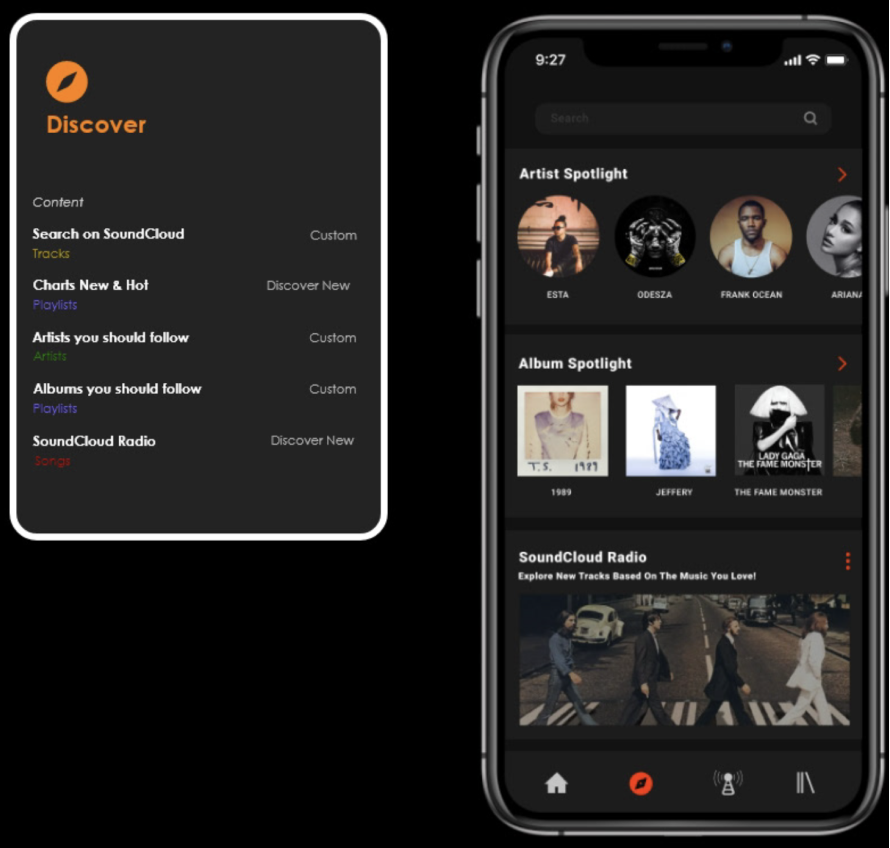 Discover
Content
Search on SoundCloud Custom
Tracks
Charts New & Hot Discover New
Playlists
Artists you should follow Custom
Artists
Albums you should follow Custom
Playlists
SoundCloud Radio Discover New
Songs
9:27
Search
Artist Spotlight
ESTA ODESZA FRANK OCEAN ARIANA
Album Spotlight
T.S. 1989
LADY GAGA
THE FAME MONSTER
1989 JEFFERY THE FAME MONSTER
SoundCloud Radio
Explore New Tracks Based On The Music You Love!